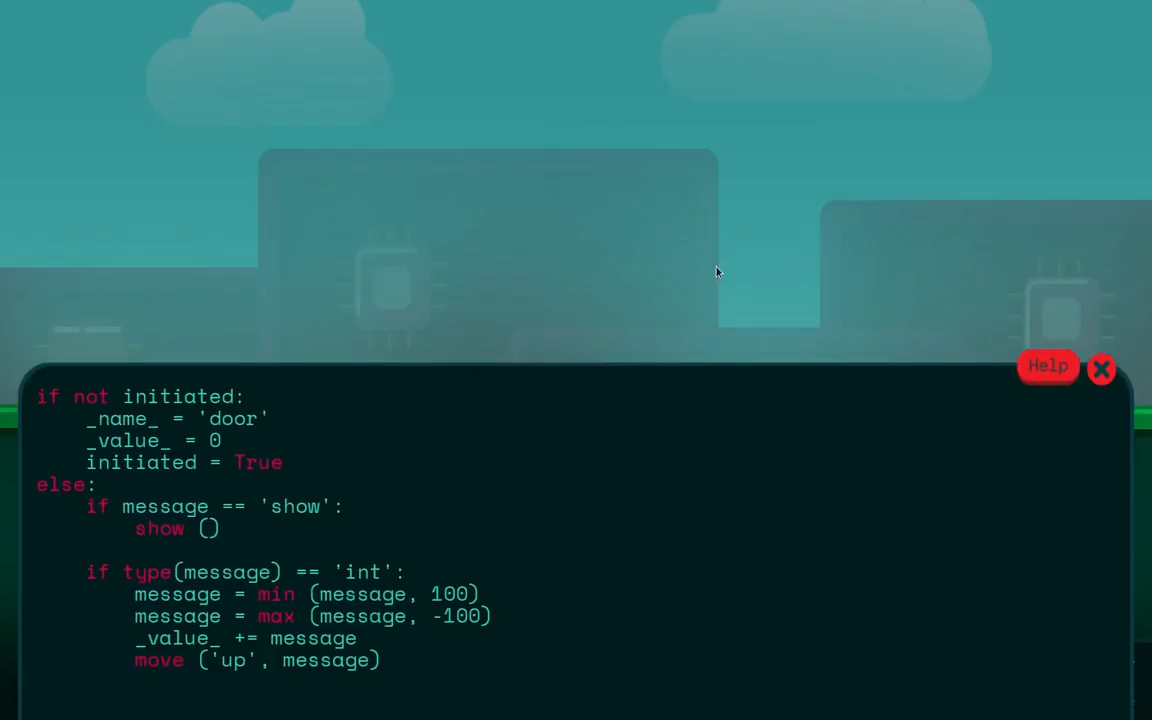 Help
if not initiated:
    _name_ = 'door'
    _value_ = 0
    initiated = True
else:
    if message == 'show':
        show ()
    if type(message) == 'int':
        message = min (message, 100)
        message = max (message, -100)
        _value_ += message
        move ('up', message)